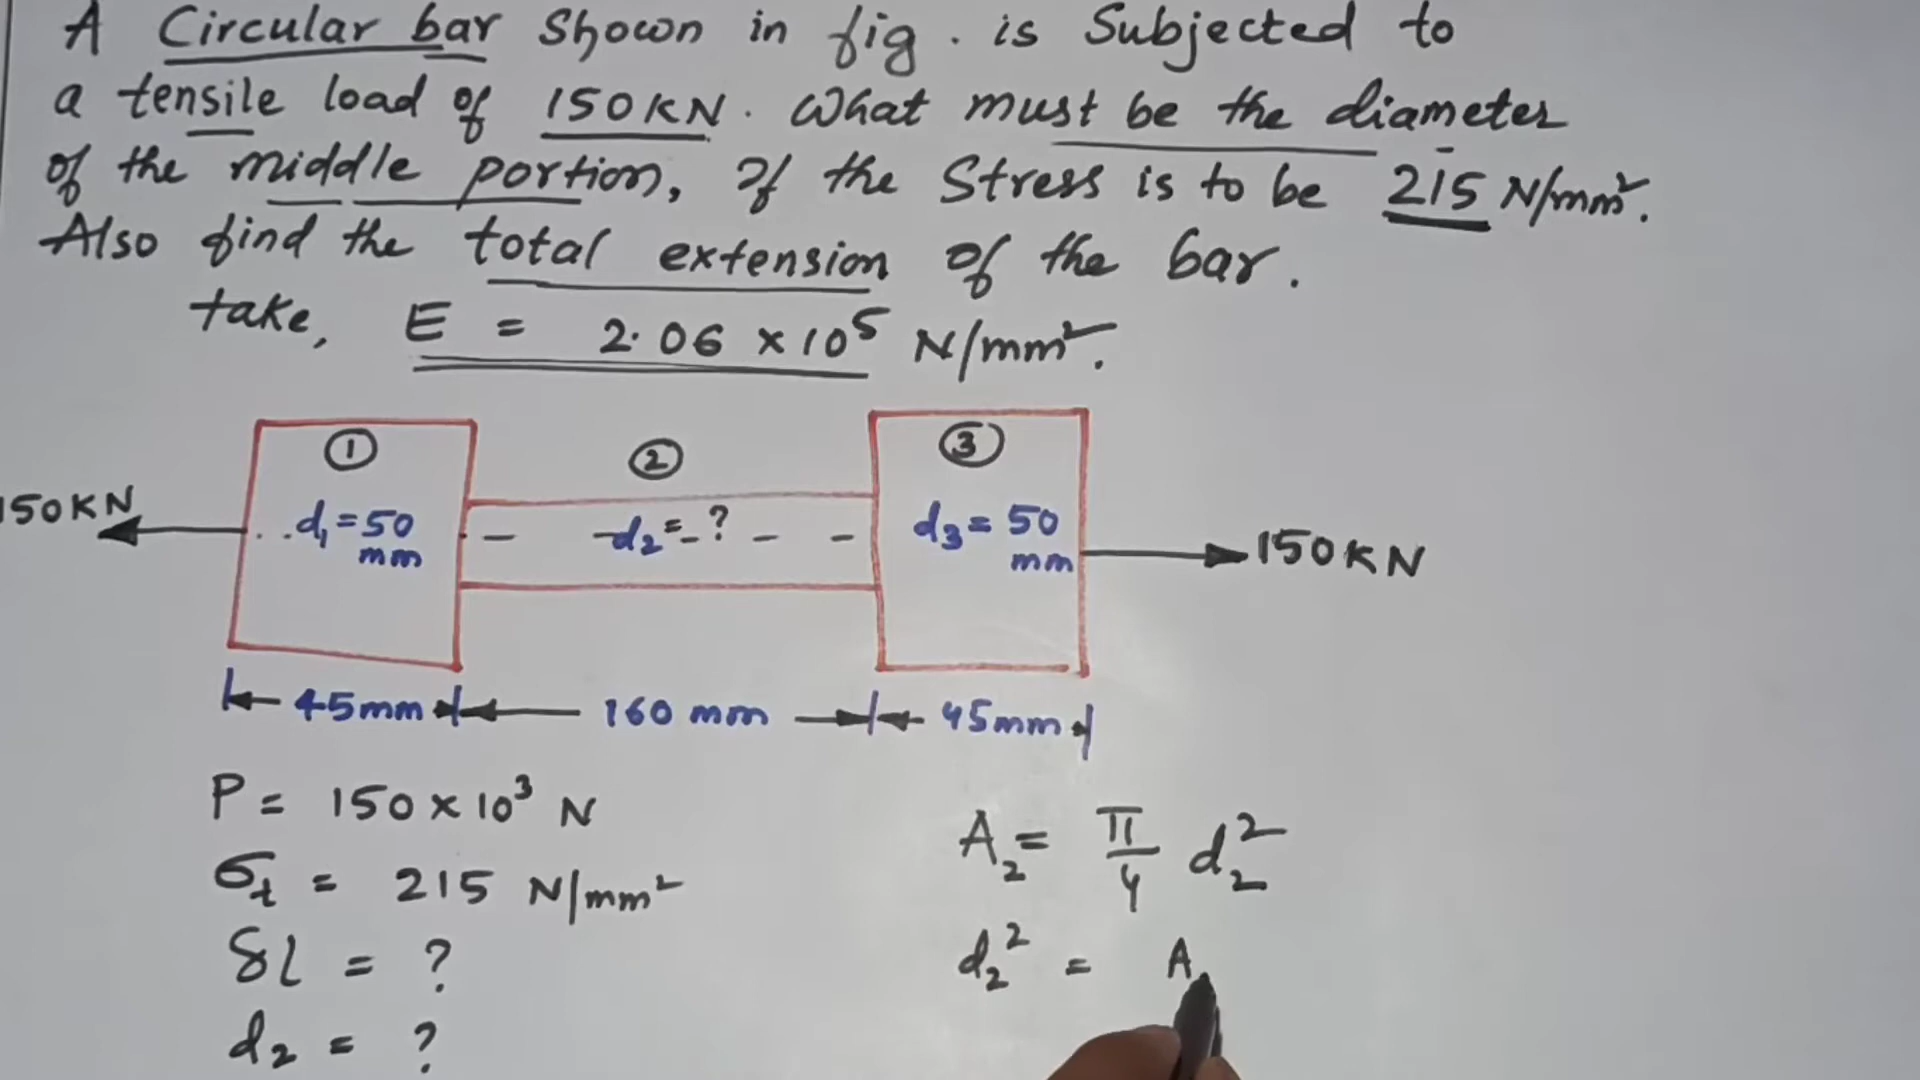 A Circular bar Shown in fig. is Subjected to
a tensile load of 150KN. What must be the diameter
of the middle portion, If the Stress is to be 215 N/mm².
Also find the total extension of the bar.
take, E = 2.06 × 10⁵ N/mm².
① ② ③
150KN d₁ = 50 mm d₂ = ? d₃ = 50 mm 150KN
45mm 160 mm 45mm
P = 150 × 10³ N
σt = 215 N/mm²
δl = ?
d₂ = ?
A₂ = π/4 d₂²
d₂² = A